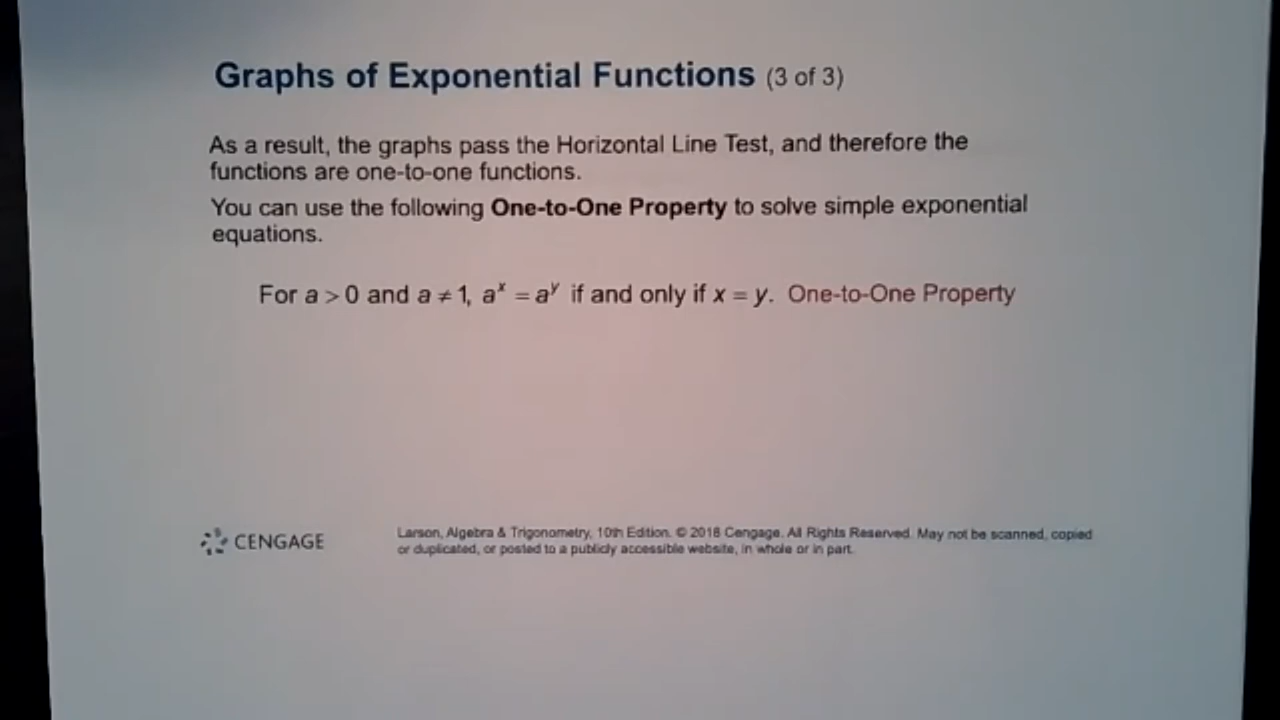 Graphs of Exponential Functions (3 of 3)
As a result, the graphs pass the Horizontal Line Test, and therefore the
functions are one-to-one functions.
You can use the following One-to-One Property to solve simple exponential
equations.
For a > 0 and a ≠ 1, aˣ = aʸ if and only if x = y. One-to-One Property
CENGAGE
Larson, Algebra & Trigonometry, 10th Edition. © 2018 Cengage. All Rights Reserved. May not be scanned, copied
or duplicated, or posted to a publicly accessible website, in whole or in part.